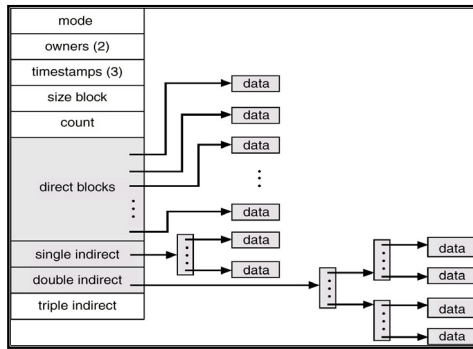 mode
owners (2)
timestamps (3)
size block
count
direct blocks
single indirect
double indirect
triple indirect
data
data
data
data
data
data
data
data
data
data